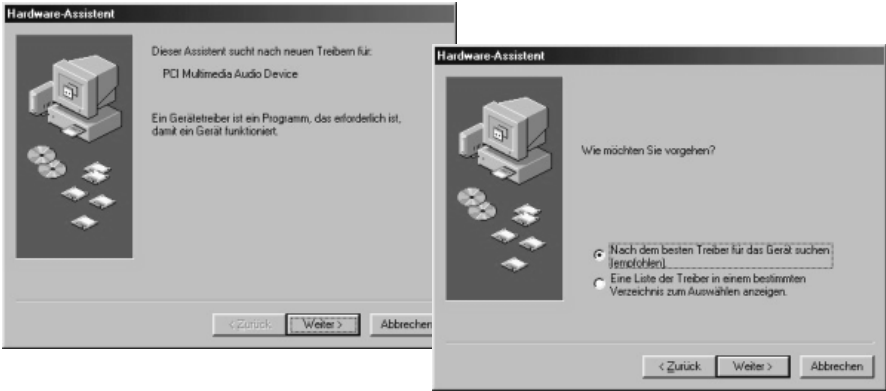 Hardware-Assistent
Dieser Assistent sucht nach neuen Treibern für:
PCI Multimedia Audio Device
Ein Gerätetreiber ist ein Programm, das erforderlich ist,
damit ein Gerät funktioniert.
< Zurück
Weiter >
Abbrechen
Hardware-Assistent
Wie möchten Sie vorgehen?
Nach dem besten Treiber für das Gerät suchen
(empfohlen).
Eine Liste der Treiber in einem bestimmten
Verzeichnis zum Auswählen anzeigen.
< Zurück
Weiter >
Abbrechen